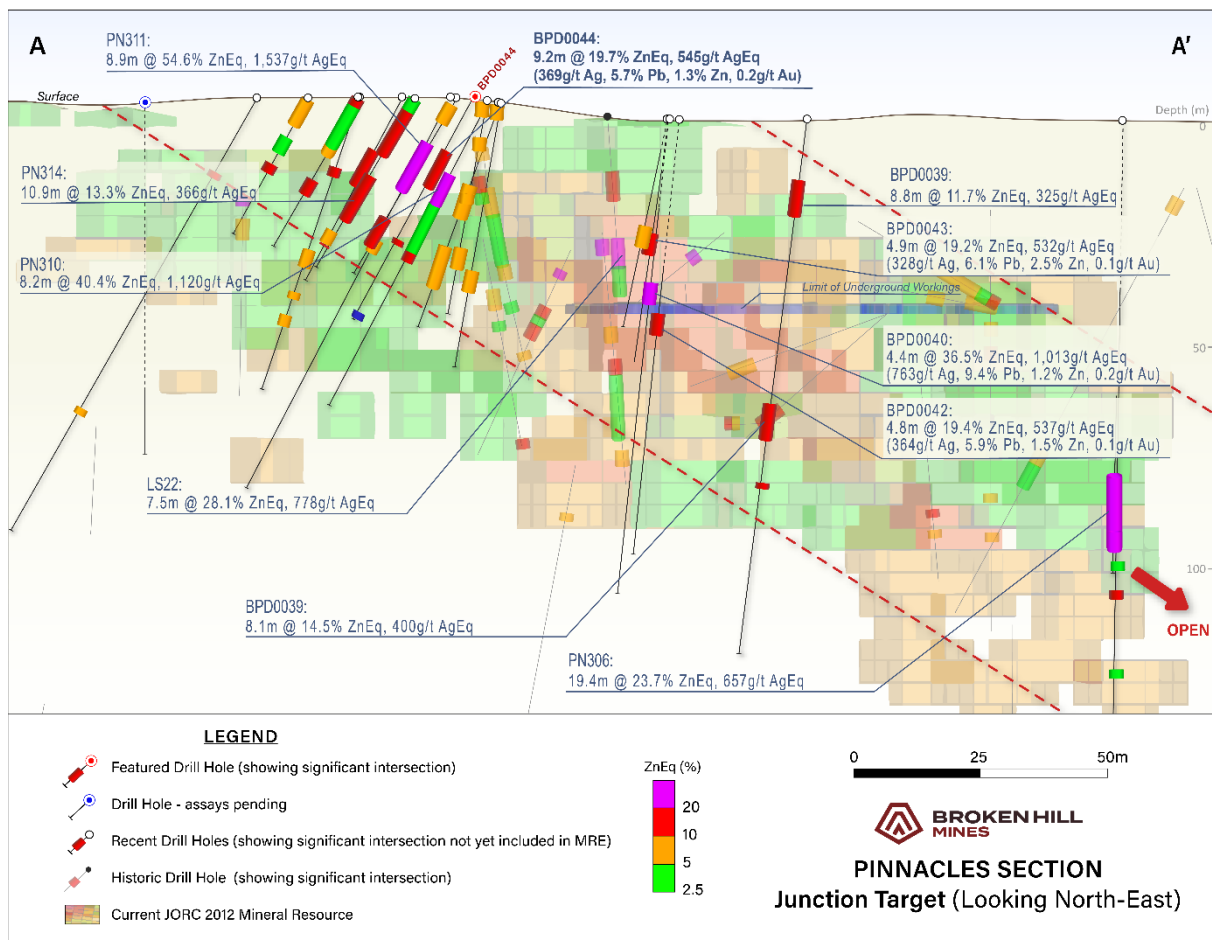 A
A'
PN311:
8.9m @ 54.6% ZnEq, 1,537g/t AgEq
BPD0044:
9.2m @ 19.7% ZnEq, 545g/t AgEq
(369g/t Ag, 5.7% Pb, 1.3% Zn, 0.2g/t Au)
BPD0044
Surface
Depth (m)
0
PN314:
10.9m @ 13.3% ZnEq, 366g/t AgEq
BPD0039:
8.8m @ 11.7% ZnEq, 325g/t AgEq
BPD0043:
4.9m @ 19.2% ZnEq, 532g/t AgEq
(328g/t Ag, 6.1% Pb, 2.5% Zn, 0.1g/t Au)
PN310:
8.2m @ 40.4% ZnEq, 1,120g/t AgEq
Limit of Underground Workings
BPD0040:
4.4m @ 36.5% ZnEq, 1,013g/t AgEq
(763g/t Ag, 9.4% Pb, 1.2% Zn, 0.2g/t Au)
50
BPD0042:
4.8m @ 19.4% ZnEq, 537g/t AgEq
(364g/t Ag, 5.9% Pb, 1.5% Zn, 0.1g/t Au)
LS22:
7.5m @ 28.1% ZnEq, 778g/t AgEq
100
BPD0039:
8.1m @ 14.5% ZnEq, 400g/t AgEq
OPEN
PN306:
19.4m @ 23.7% ZnEq, 657g/t AgEq
LEGEND
Featured Drill Hole (showing significant intersection)
Drill Hole - assays pending
Recent Drill Holes (showing significant intersection not yet included in MRE)
Historic Drill Hole (showing significant intersection)
Current JORC 2012 Mineral Resource
ZnEq (%)
20
10
5
2.5
0 25 50m
BROKEN HILL
MINES
PINNACLES SECTION
Junction Target (Looking North-East)